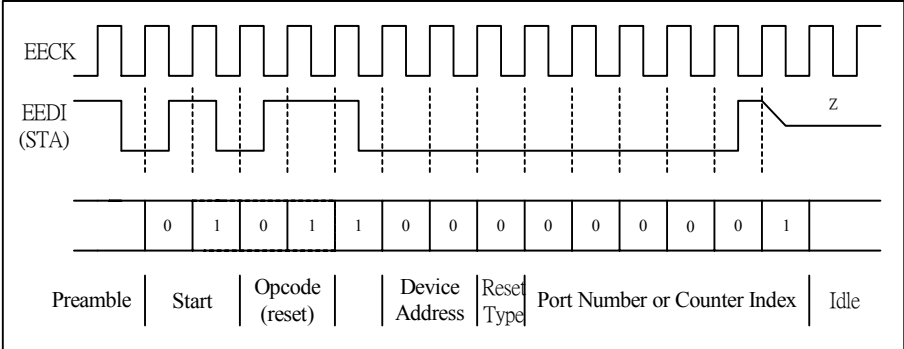 EECK
EEDI
(STA)
Z
0 1 0 1 1 0 0 0 0 0 0 0 0 1
Preamble Start Opcode (reset) Device Address Reset Type Port Number or Counter Index Idle